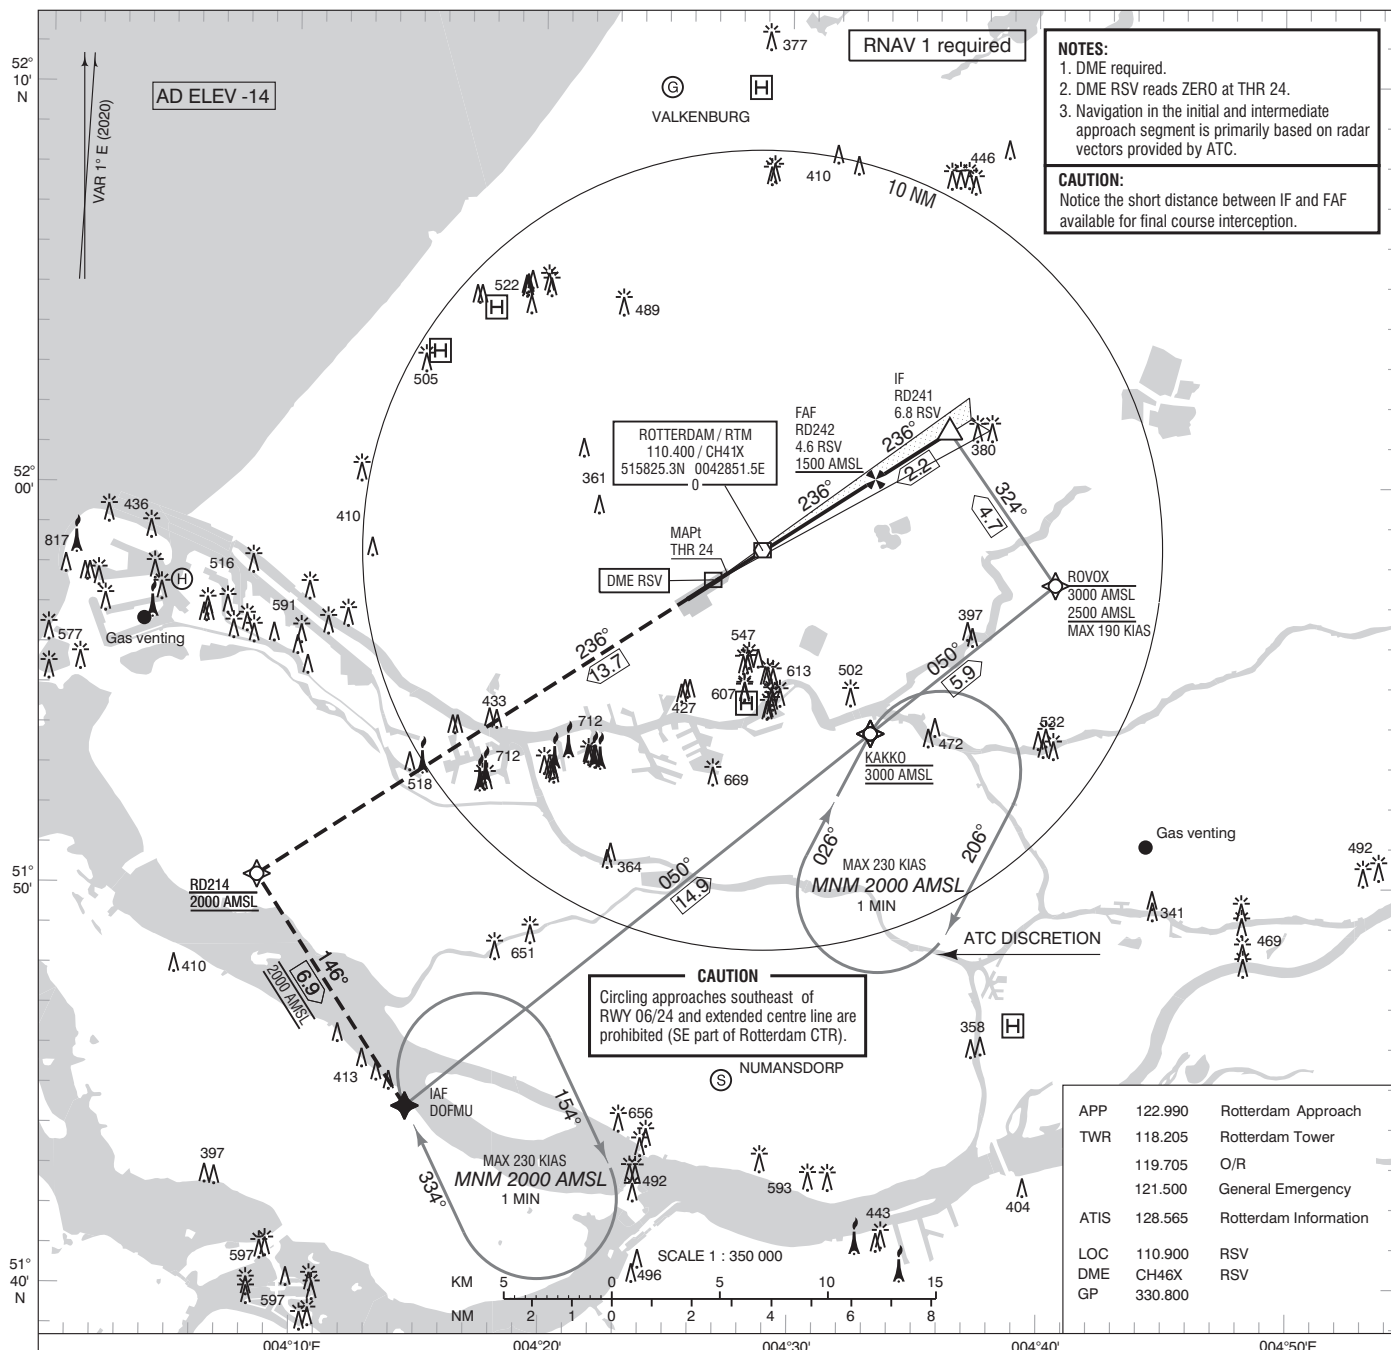 377
RNAV 1 required
NOTES:
1. DME required.
2. DME RSV reads ZERO at THR 24.
3. Navigation in the initial and intermediate
approach segment is primarily based on radar
vectors provided by ATC.
CAUTION:
Notice the short distance between IF and FAF
available for final course interception.
52°
10'
N
VAR 1° E (2020)
AD ELEV -14
G
H
VALKENBURG
410
446
10 NM
522
H
489
H
505
IF
RD241
6.8 RSV
FAF
RD242
4.6 RSV
1500 AMSL
236°
2.2
380
ROTTERDAM / RTM
110.400 / CH41X
515825.3N 0042851.5E
0
236°
324°
4.7
52°
00'
361
410
436
817
516
H
591
577
Gas venting
MAPt
THR 24
DME RSV
ROVOX
3000 AMSL
2500 AMSL
MAX 190 KIAS
397
236°
13.7
547
613
607
H
502
427
050°
5.9
433
712
712
518
669
472
532
KAKKO
3000 AMSL
364
026°
206°
MAX 230 KIAS
MNM 2000 AMSL
1 MIN
Gas venting
492
51°
50'
RD214
2000 AMSL
050°
14.9
341
469
ATC DISCRETION
651
410
146°
6.9
2000 AMSL
CAUTION
Circling approaches southeast of
RWY 06/24 and extended centre line are
prohibited (SE part of Rotterdam CTR).
358
H
S
NUMANSDORP
413
IAF
DOFMU
154°
334°
MAX 230 KIAS
MNM 2000 AMSL
1 MIN
656
492
593
404
443
397
597
597
496
APP 122.990 Rotterdam Approach
TWR 118.205 Rotterdam Tower
119.705 O/R
121.500 General Emergency
ATIS 128.565 Rotterdam Information
LOC 110.900 RSV
DME CH46X RSV
GP 330.800
51°
40'
N
SCALE 1 : 350 000
KM 5 0 5 10 15
NM 2 1 0 2 4 6 8
004°10'E 004°20'E 004°30'E 004°40'E 004°50'E